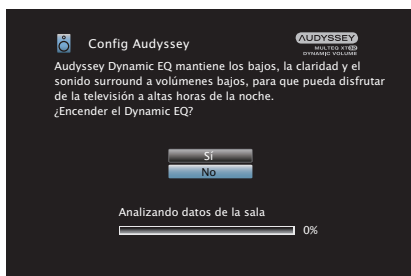 Config Audyssey
AUDYSSEY
MULTEQ XT32
DYNAMIC VOLUME
Audyssey Dynamic EQ mantiene los bajos, la claridad y el
sonido surround a volúmenes bajos, para que pueda disfrutar
de la televisión a altas horas de la noche.
¿Encender el Dynamic EQ?
Sí
No
Analizando datos de la sala
0%